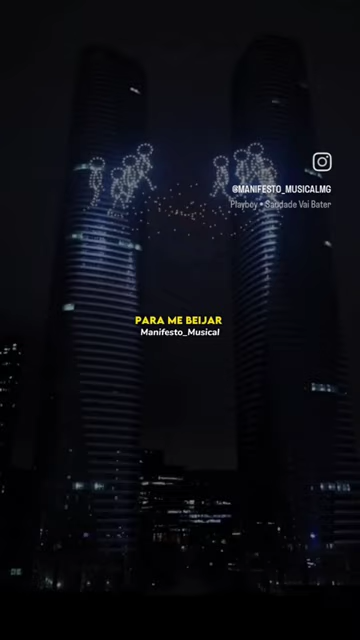 @MANIFESTO_MUSICALMG
Playboy • Saudade Vai Bater
PARA ME BEIJAR
Manifesto_Musical